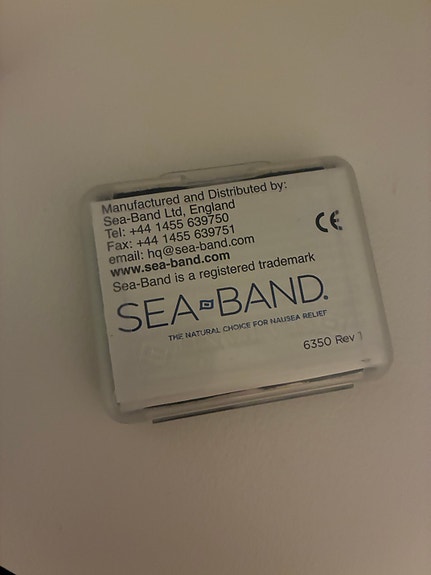 Manufactured and Distributed by:
Sea-Band Ltd, England
Tel: +44 1455 639750
Fax: +44 1455 639751
email: hq@sea-band.com
www.sea-band.com
Sea-Band is a registered trademark
CE
SEA-BAND®
THE NATURAL CHOICE FOR NAUSEA RELIEF
6350 Rev 1